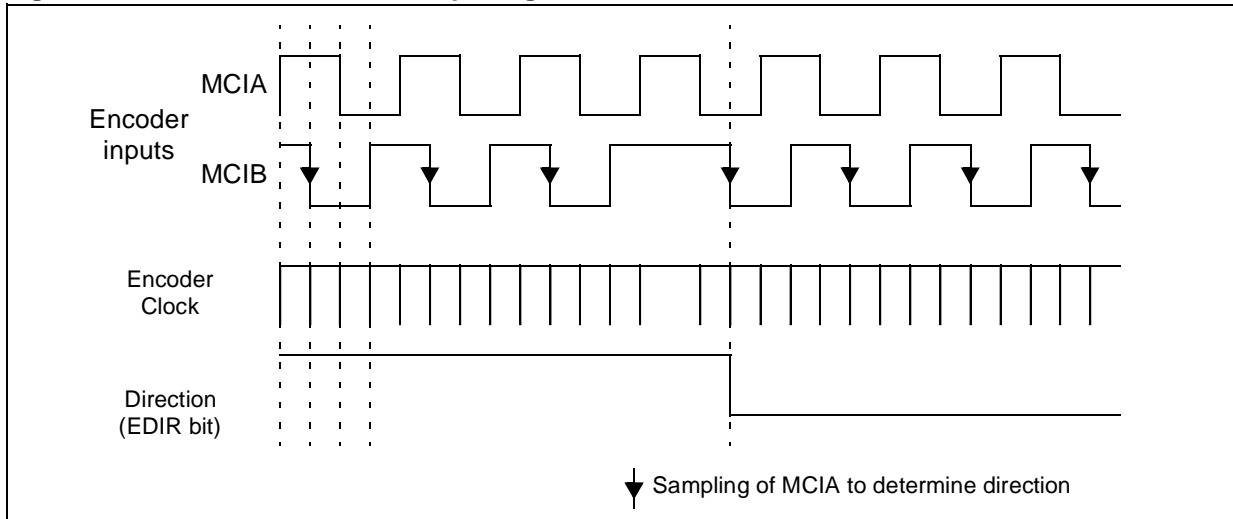 MCIA
Encoder
inputs
MCIB
Encoder
Clock
Direction
(EDIR bit)
Sampling of MCIA to determine direction